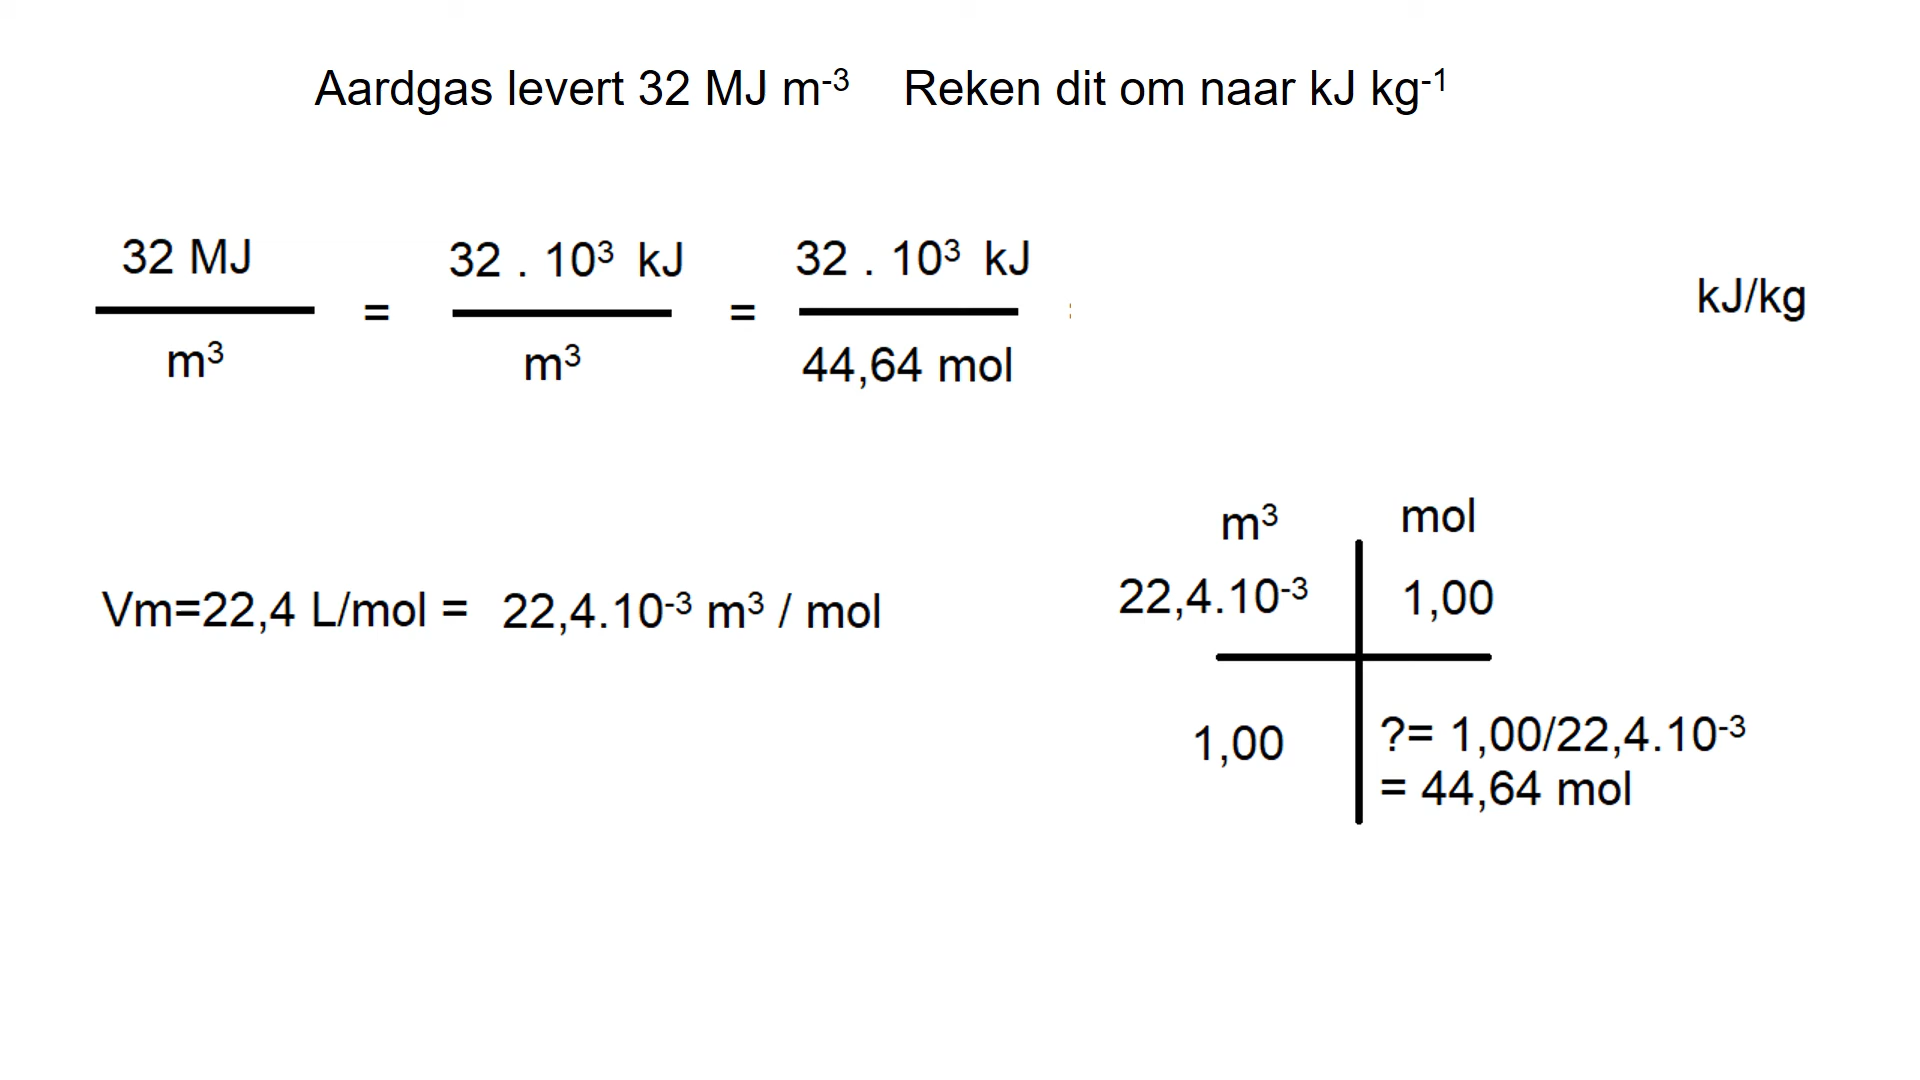 Aardgas levert 32 MJ m⁻³ Reken dit om naar kJ kg⁻¹
32 MJ
m³
=
32 . 10³ kJ
m³
=
32 . 10³ kJ
44,64 mol
kJ/kg
Vm=22,4 L/mol = 22,4.10⁻³ m³ / mol
m³ mol
22,4.10⁻³ 1,00
1,00 ?= 1,00/22,4.10⁻³
= 44,64 mol